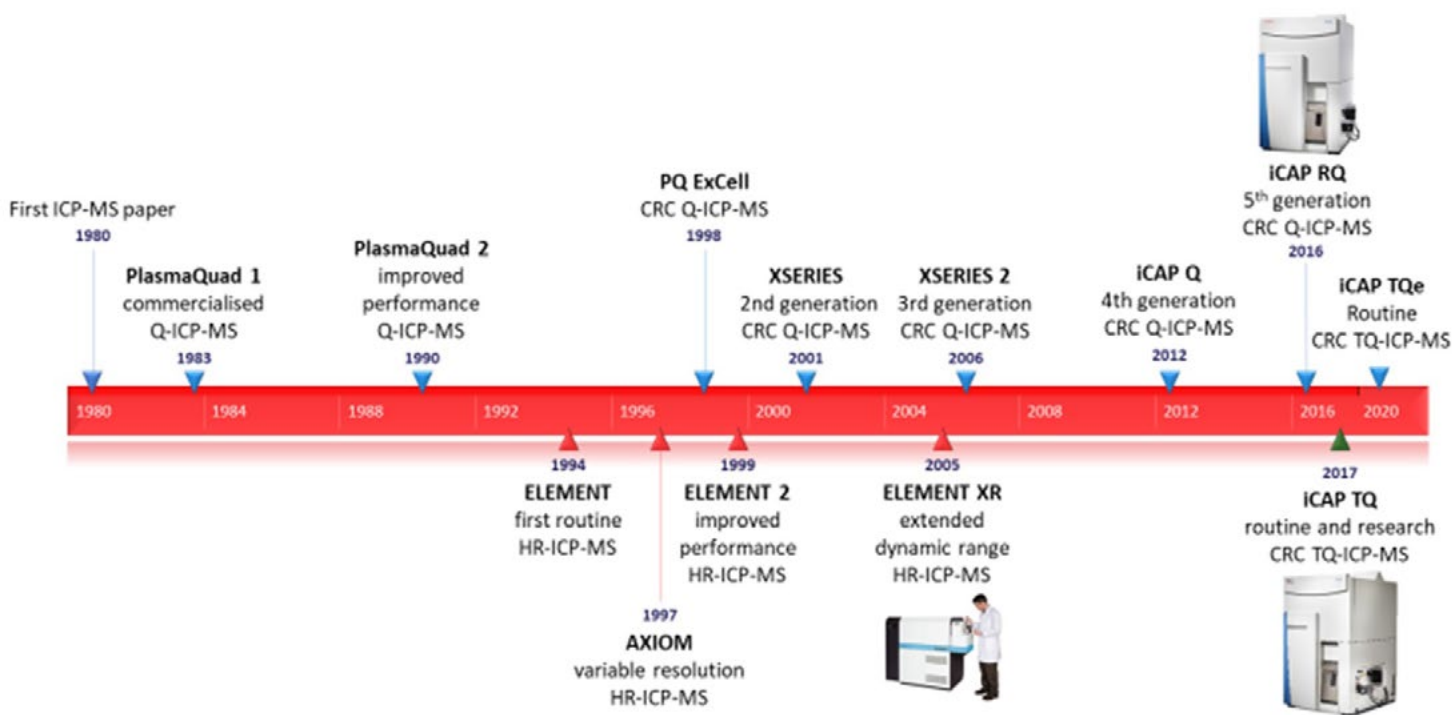 First ICP-MS paper
1980
PlasmaQuad 1
commercialised
Q-ICP-MS
1983
PlasmaQuad 2
improved
performance
Q-ICP-MS
1990
PQ ExCell
CRC Q-ICP-MS
1998
XSERIES
2nd generation
CRC Q-ICP-MS
2001
XSERIES 2
3rd generation
CRC Q-ICP-MS
2006
iCAP Q
4th generation
CRC Q-ICP-MS
2012
iCAP RQ
5th generation
CRC Q-ICP-MS
2016
iCAP TQe
Routine
CRC TQ-ICP-MS
1980 1984 1988 1992 1996 2000 2004 2008 2012 2016 2020
1994
ELEMENT
first routine
HR-ICP-MS
1997
AXIOM
variable resolution
HR-ICP-MS
1999
ELEMENT 2
improved
performance
HR-ICP-MS
2005
ELEMENT XR
extended
dynamic range
HR-ICP-MS
2017
iCAP TQ
routine and research
CRC TQ-ICP-MS